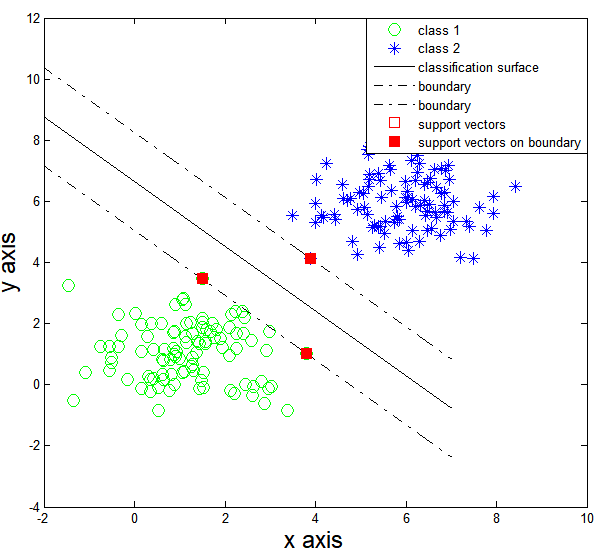 class 1
class 2
classification surface
boundary
boundary
support vectors
support vectors on boundary
12
10
8
6
4
2
0
-2
-4
y axis
-2
0
2
4
6
8
10
x axis